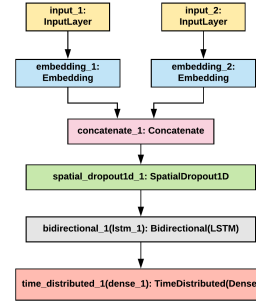 input_1:
InputLayer
input_2:
InputLayer
embedding_1:
Embedding
embedding_2:
Embedding
concatenate_1: Concatenate
spatial_dropout1d_1: SpatialDropout1D
bidirectional_1(lstm_1): Bidirectional(LSTM)
time_distributed_1(dense_1): TimeDistributed(Dense